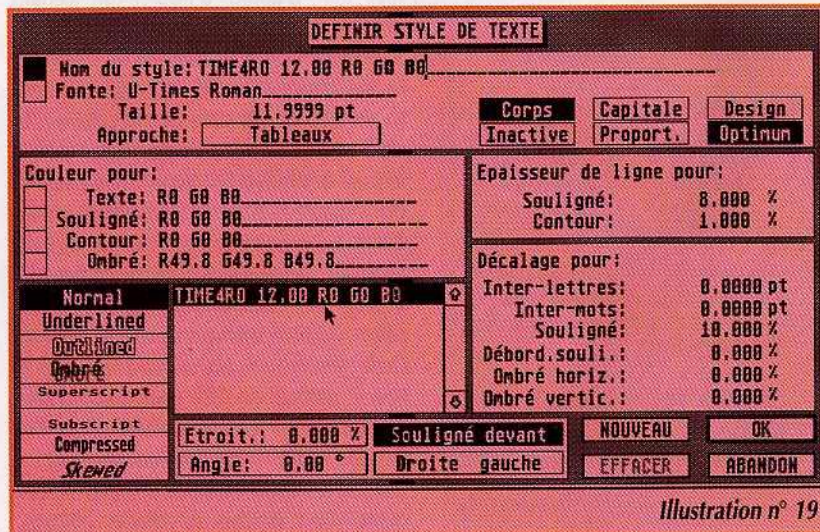 DEFINIR STYLE DE TEXTE
Nom du style: TIME4RO 12.00 R0 G0 B0
Fonte: U-Times Roman
Taille: 11.9999 pt
Corps Capitale Design
Approche: Tableaux
Inactive Proport. Optimum
Couleur pour:
Texte: R0 G0 B0
Souligné: R0 G0 B0
Contour: R0 G0 B0
Ombré: R49.8 G49.8 B49.8
Epaisseur de ligne pour:
Souligné: 8.000 %
Contour: 1.000 %
Décalage pour:
Inter-lettres: 0.0000 pt
Inter-mots: 0.0000 pt
Souligné: 10.000 %
Débord.souli.: 0.000 %
Ombré horiz.: 0.000 %
Ombré vertic.: 0.000 %
Normal
Underlined
Outlined
Ombré
Superscript
Subscript
Compressed
Skewed
TIME4RO 12.00 R0 G0 B0
Etroit.: 0.000 % Souligné devant
Angle: 0.00 ° Droite gauche
NOUVEAU OK
EFFACER ABANDON
Illustration n° 19